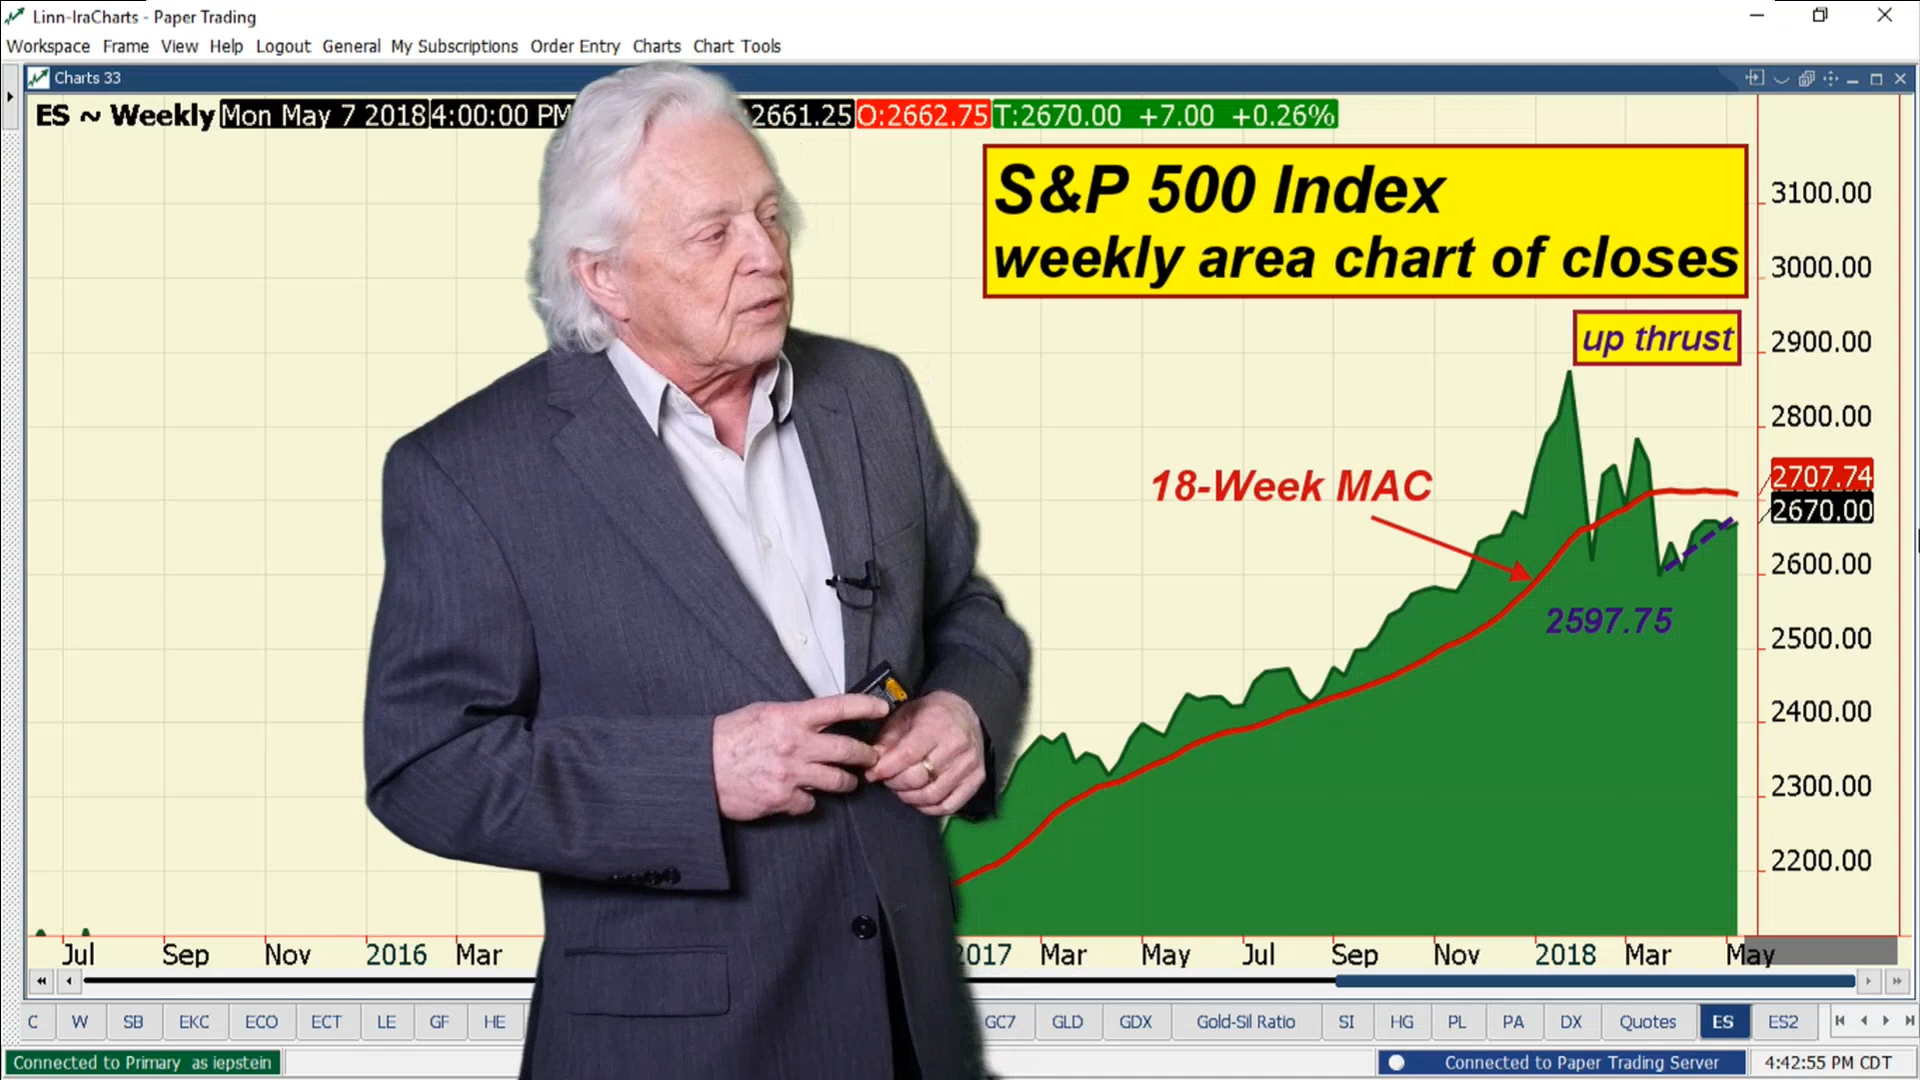 Linn-IraCharts - Paper Trading
Workspace Frame View Help Logout General My Subscriptions Order Entry Charts Chart Tools
Charts 33
ES ~ Weekly Mon May 7 2018 4:00:00 PM 2661.25 O:2662.75 T:2670.00 +7.00 +0.26%
S&P 500 Index
weekly area chart of closes
up thrust
3100.00
3000.00
2900.00
2800.00
18-Week MAC
2707.74
2670.00
2600.00
2597.75
2500.00
2400.00
2300.00
2200.00
Jul Sep Nov 2016 Mar 2017 Mar May Jul Sep Nov 2018 Mar May
C W SB EKC ECO ECT LE GF HE GC7 GLD GDX Gold-Sil Ratio SI HG PL PA DX Quotes ES ES2
Connected to Primary as iepstein Connected to Paper Trading Server 4:42:55 PM CDT